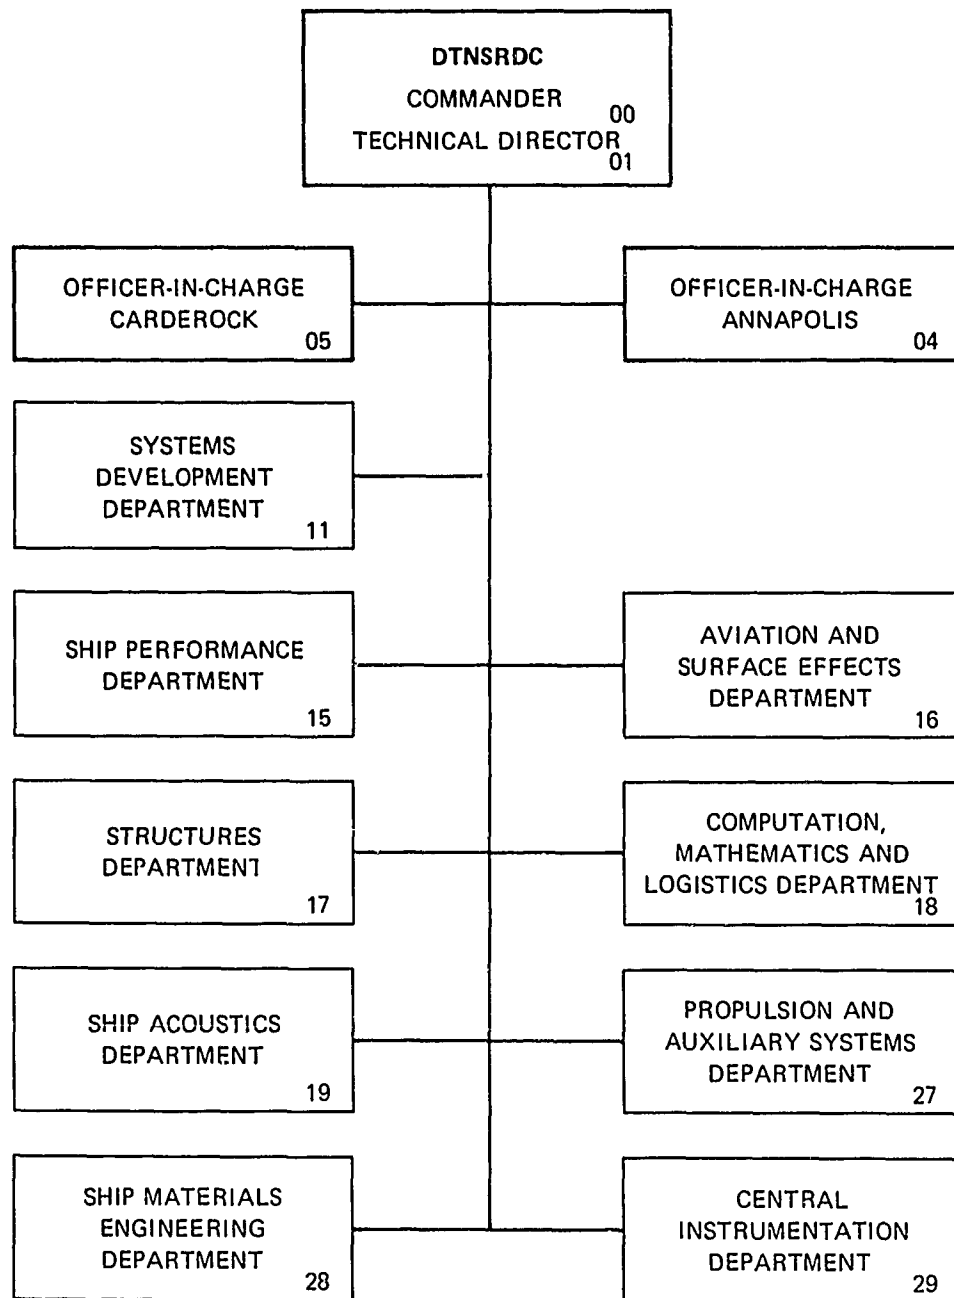 DTNSRDC
COMMANDER
00
TECHNICAL DIRECTOR
01
OFFICER-IN-CHARGE
CARDEROCK
05
OFFICER-IN-CHARGE
ANNAPOLIS
04
SYSTEMS
DEVELOPMENT
DEPARTMENT
11
SHIP PERFORMANCE
DEPARTMENT
15
AVIATION AND
SURFACE EFFECTS
DEPARTMENT
16
STRUCTURES
DEPARTMENT
17
COMPUTATION,
MATHEMATICS AND
LOGISTICS DEPARTMENT
18
SHIP ACOUSTICS
DEPARTMENT
19
PROPULSION AND
AUXILIARY SYSTEMS
DEPARTMENT
27
SHIP MATERIALS
ENGINEERING
DEPARTMENT
28
CENTRAL
INSTRUMENTATION
DEPARTMENT
29